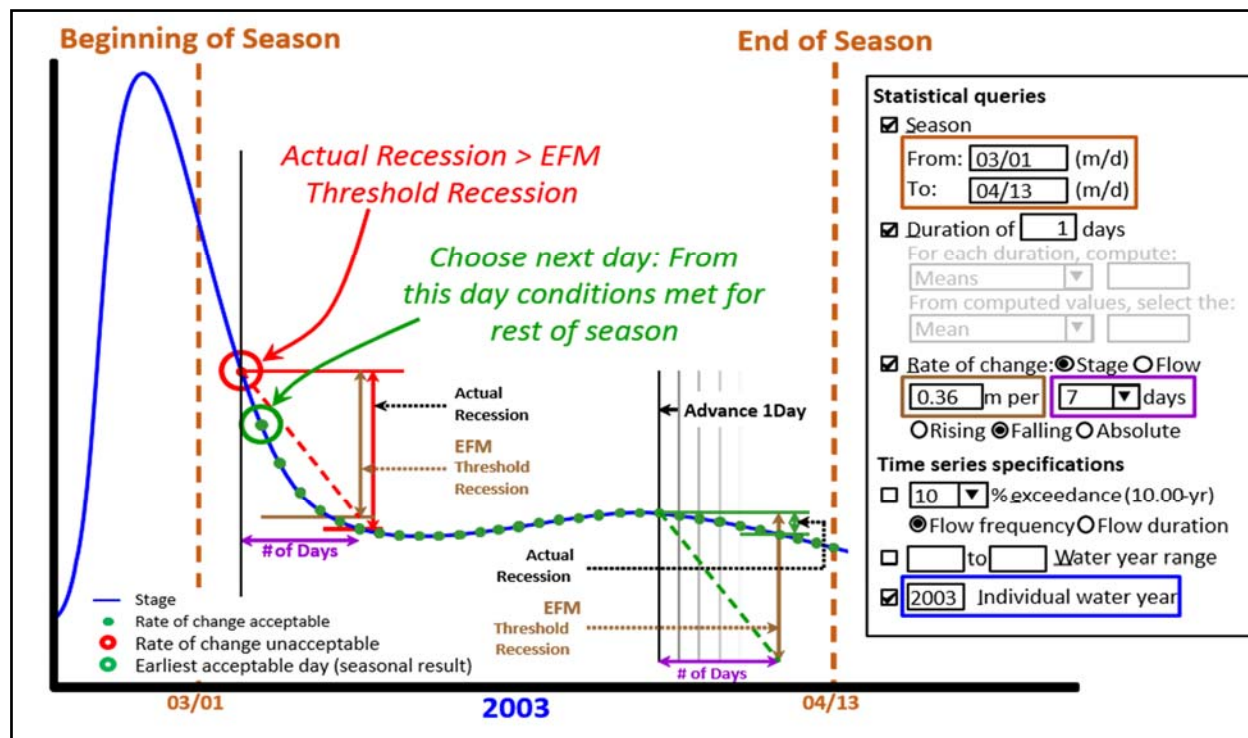 Beginning of Season
End of Season
Actual Recession > EFM
Threshold Recession
Choose next day: From
this day conditions met for
rest of season
Actual
Recession
EFM
Threshold
Recession
# of Days
Advance 1Day
Actual
Recession
EFM
Threshold
Recession
# of Days
Stage
Rate of change acceptable
Rate of change unacceptable
Earliest acceptable day (seasonal result)
03/01
2003
04/13
Statistical queries
Season
From: 03/01 (m/d)
To: 04/13 (m/d)
Duration of 1 days
For each duration, compute:
Means
From computed values, select the:
Mean
Rate of change: Stage Flow
0.36 m per 7 days
Rising Falling Absolute
Time series specifications
10 % exceedance (10.00-yr)
Flow frequency Flow duration
to Water year range
2003 Individual water year